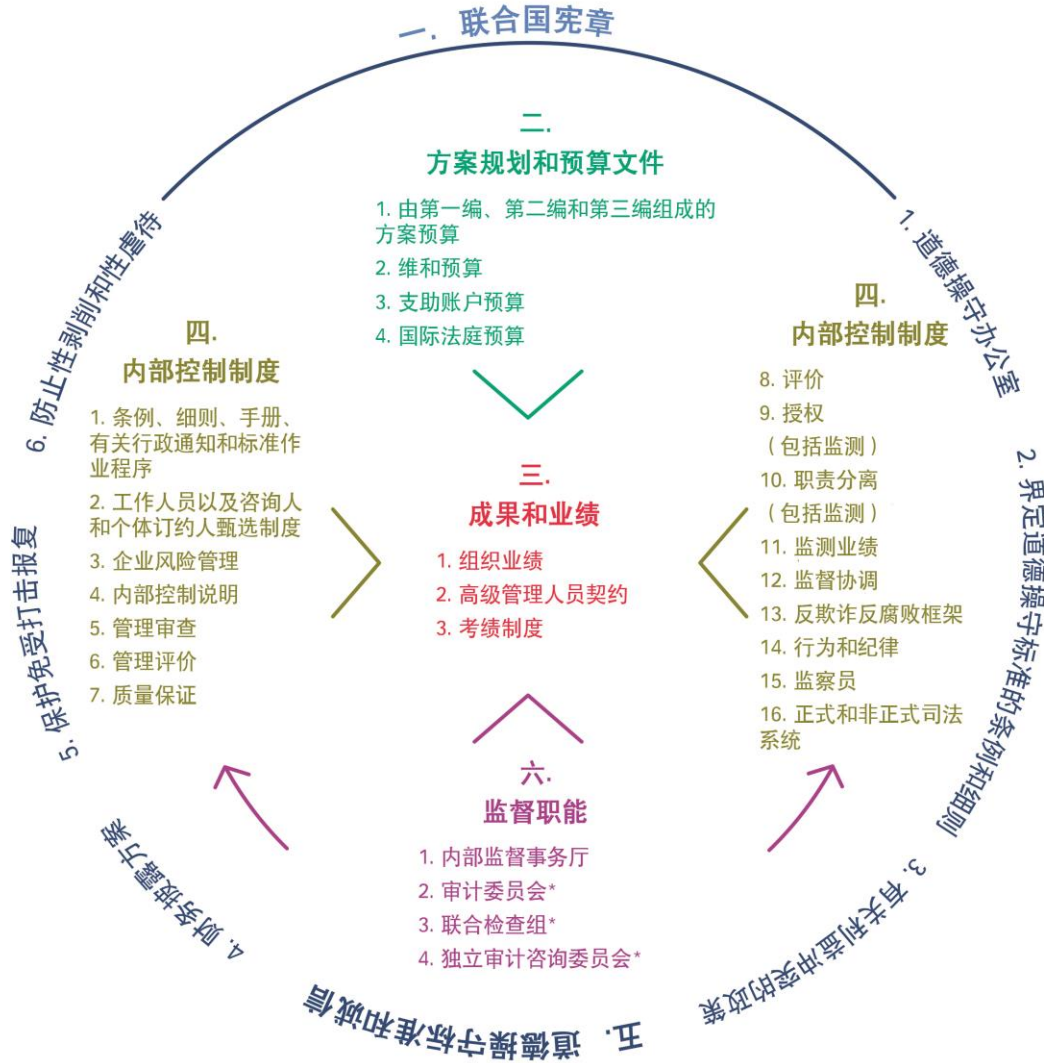 一. 联合国宪章
二.
方案规划和预算文件
1. 由第一编、第二编和第三编组成的
方案预算
2. 维和预算
3. 支助账户预算
4. 国际法庭预算
四.
内部控制制度
1. 条例、细则、手册、
有关行政通知和标准作
业程序
2. 工作人员以及咨询人
和个体订约人甄选制度
3. 企业风险管理
4. 内部控制说明
5. 管理审查
6. 管理评价
7. 质量保证
三.
成果和业绩
1. 组织业绩
2. 高级管理人员契约
3. 考绩制度
四.
内部控制制度
8. 评价
9. 授权
（包括监测）
10. 职责分离
（包括监测）
11. 监测业绩
12. 监督协调
13. 反欺诈反腐败框架
14. 行为和纪律
15. 监察员
16. 正式和非正式司法
系统
六.
监督职能
1. 内部监督事务厅
2. 审计委员会*
3. 联合检查组*
4. 独立审计咨询委员会*
五. 道德操守标准和诚信
1. 道德操守办公室
2. 界定道德操守标准的条例和细则
3. 有关利益冲突的政策
4. 财务披露方案
5. 保护免受打击报复
6. 防止性剥削和性虐待